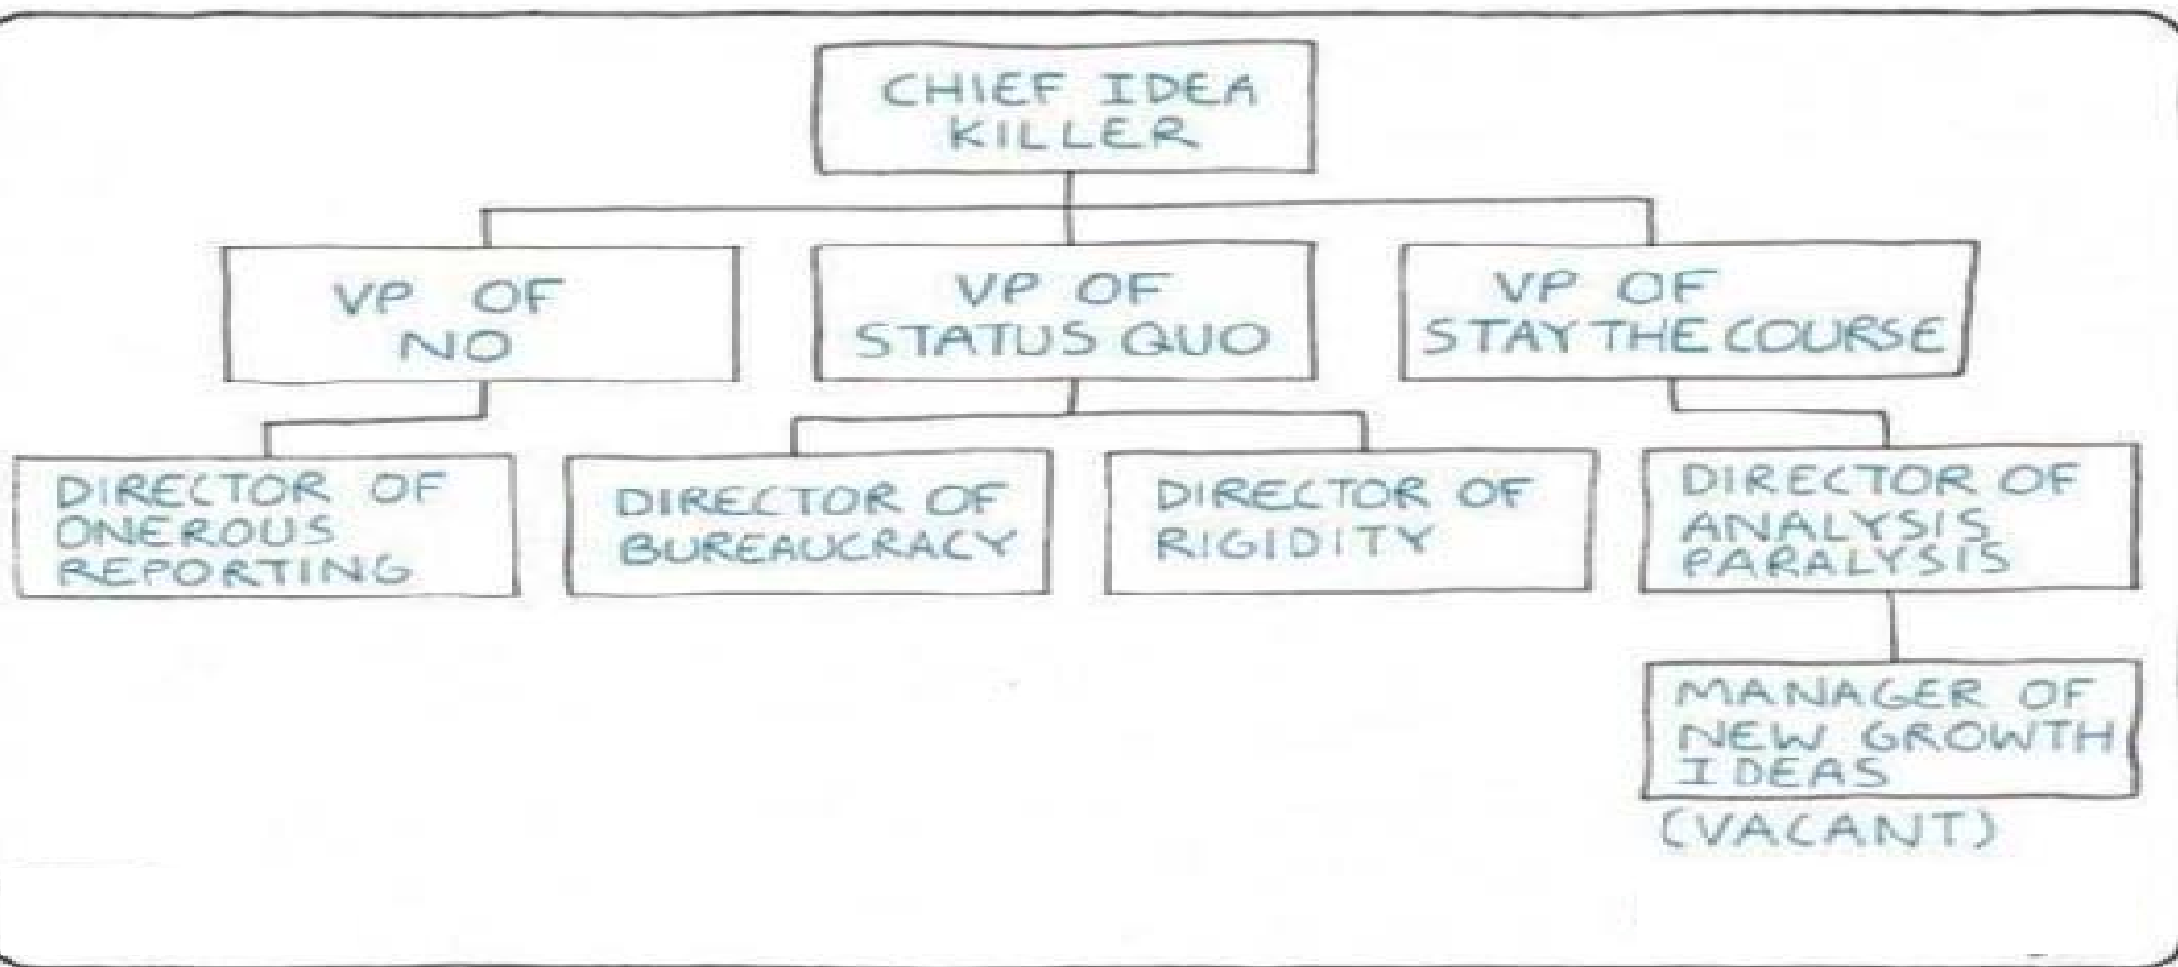 CHIEF IDEA
KILLER
VP OF
NO
VP OF
STATUS QUO
VP OF
STAY THE COURSE
DIRECTOR OF
ONEROUS
REPORTING
DIRECTOR OF
BUREAUCRACY
DIRECTOR OF
RIGIDITY
DIRECTOR OF
ANALYSIS
PARALYSIS
MANAGER OF
NEW GROWTH
IDEAS
(VACANT)